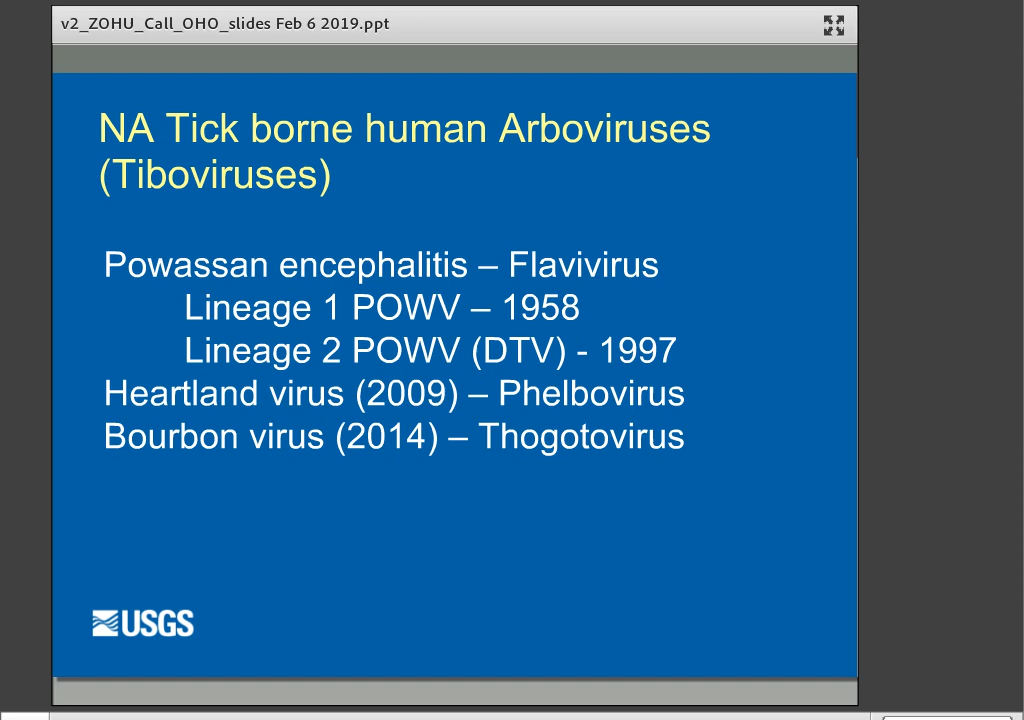 v2_ZOHU_Call_OHO_slides Feb 6 2019.ppt
NA Tick borne human Arboviruses
(Tiboviruses)
Powassan encephalitis – Flavivirus
Lineage 1 POWV – 1958
Lineage 2 POWV (DTV) - 1997
Heartland virus (2009) – Phelbovirus
Bourbon virus (2014) – Thogotovirus
USGS